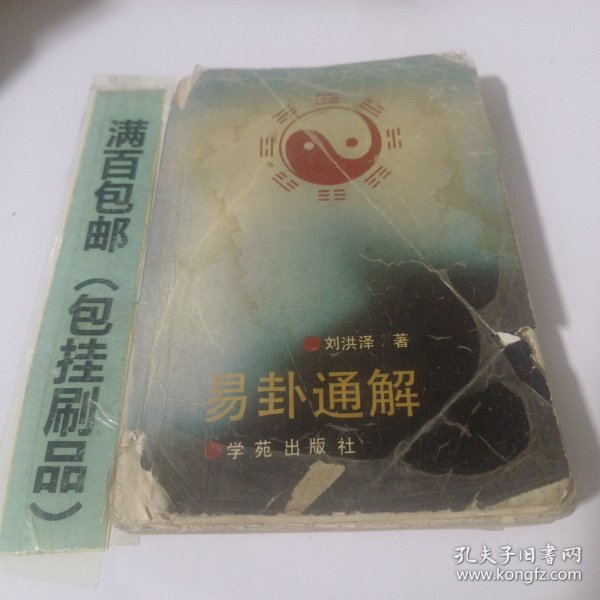 满百包邮（包挂刷品）
刘洪泽 著
易卦通解
学苑出版社
孔夫子旧书网
www.kongfz.com